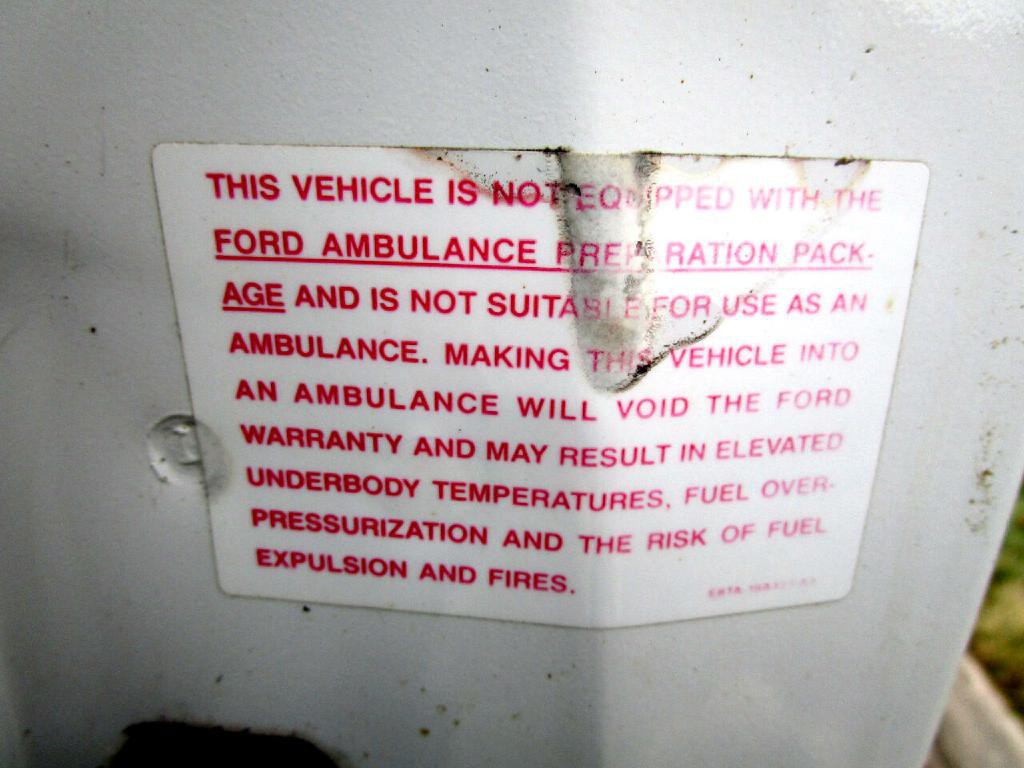 THIS VEHICLE IS NOT EQUIPPED WITH THE
FORD AMBULANCE PREPARATION PACK-
AGE AND IS NOT SUITABLE FOR USE AS AN
AMBULANCE. MAKING THIS VEHICLE INTO
AN AMBULANCE WILL VOID THE FORD
WARRANTY AND MAY RESULT IN ELEVATED
UNDERBODY TEMPERATURES, FUEL OVER-
PRESSURIZATION AND THE RISK OF FUEL
EXPULSION AND FIRES.